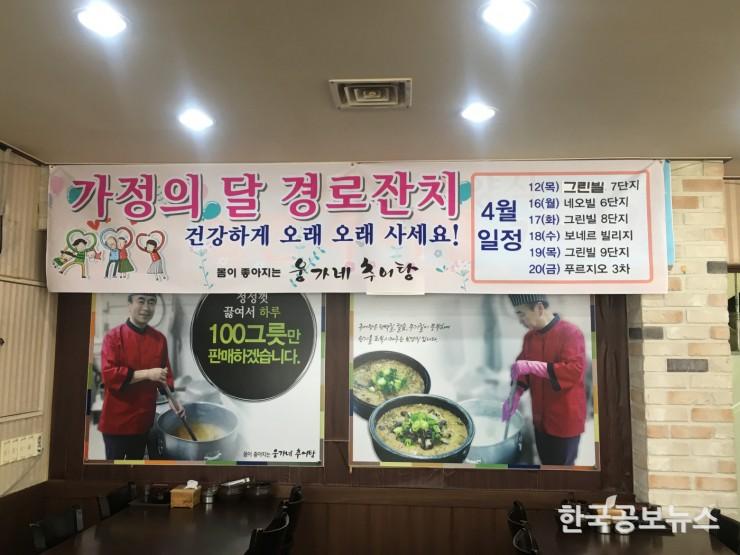 가정의 달 경로잔치
건강하게 오래 오래 사세요!
몸이 좋아지는 웅가네 추어탕
4월
일정
12(목) 그린빌 7단지
16(월) 네오빌 6단지
17(화) 그린빌 8단지
18(수) 보네르 빌리지
19(목) 그린빌 9단지
20(금) 푸르지오 3차
정성껏
끓여서 하루
100그릇만
판매하겠습니다.
몸이 좋아지는 웅가네 추어탕
한국공보뉴스